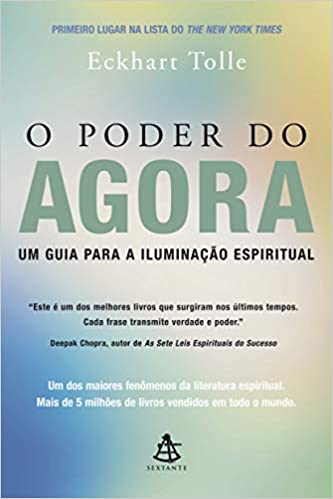 PRIMEIRO LUGAR NA LISTA DO THE NEW YORK TIMES
Eckhart Tolle
O PODER DO
AGORA
UM GUIA PARA A ILUMINAÇÃO ESPIRITUAL
"Este é um dos melhores livros que surgiram nos últimos tempos.
Cada frase transmite verdade e poder."
Deepak Chopra, autor de As Sete Leis Espirituais do Sucesso
Um dos maiores fenômenos da literatura espiritual.
Mais de 5 milhões de livros vendidos em todo o mundo.
SEXTANTE